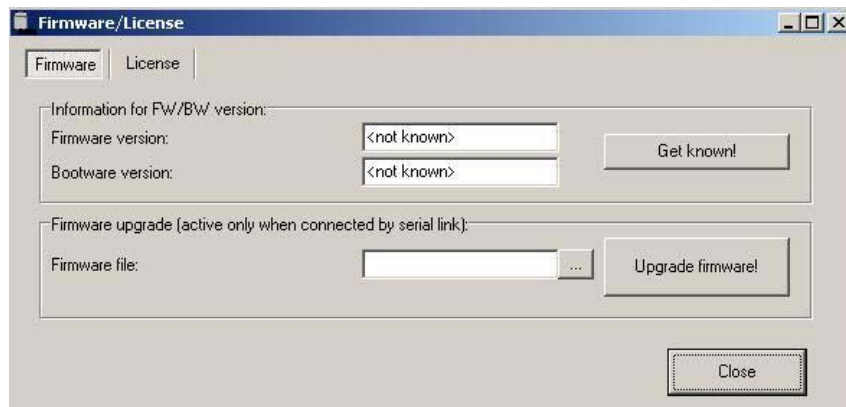 Firmware/License
Firmware License
Information for FW/BW version:
Firmware version: <not known> Get known!
Bootware version: <not known>
Firmware upgrade (active only when connected by serial link):
Firmware file: ... Upgrade firmware!
Close